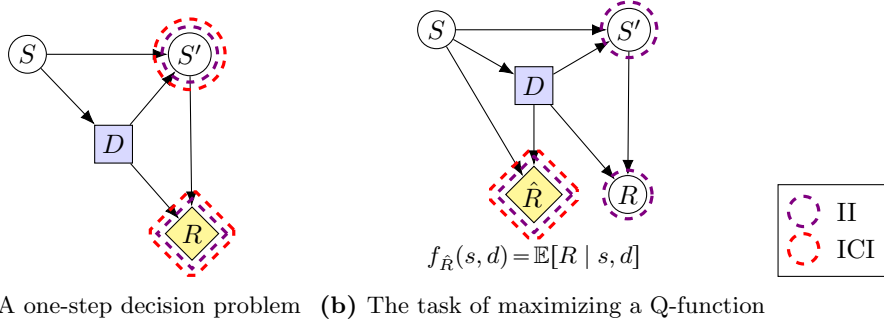 S
S′
D
R
S
S′
D
R̂
R
f_R̂(s, d) = 𝔼[R | s, d]
II
ICI
A one-step decision problem
(b) The task of maximizing a Q-function